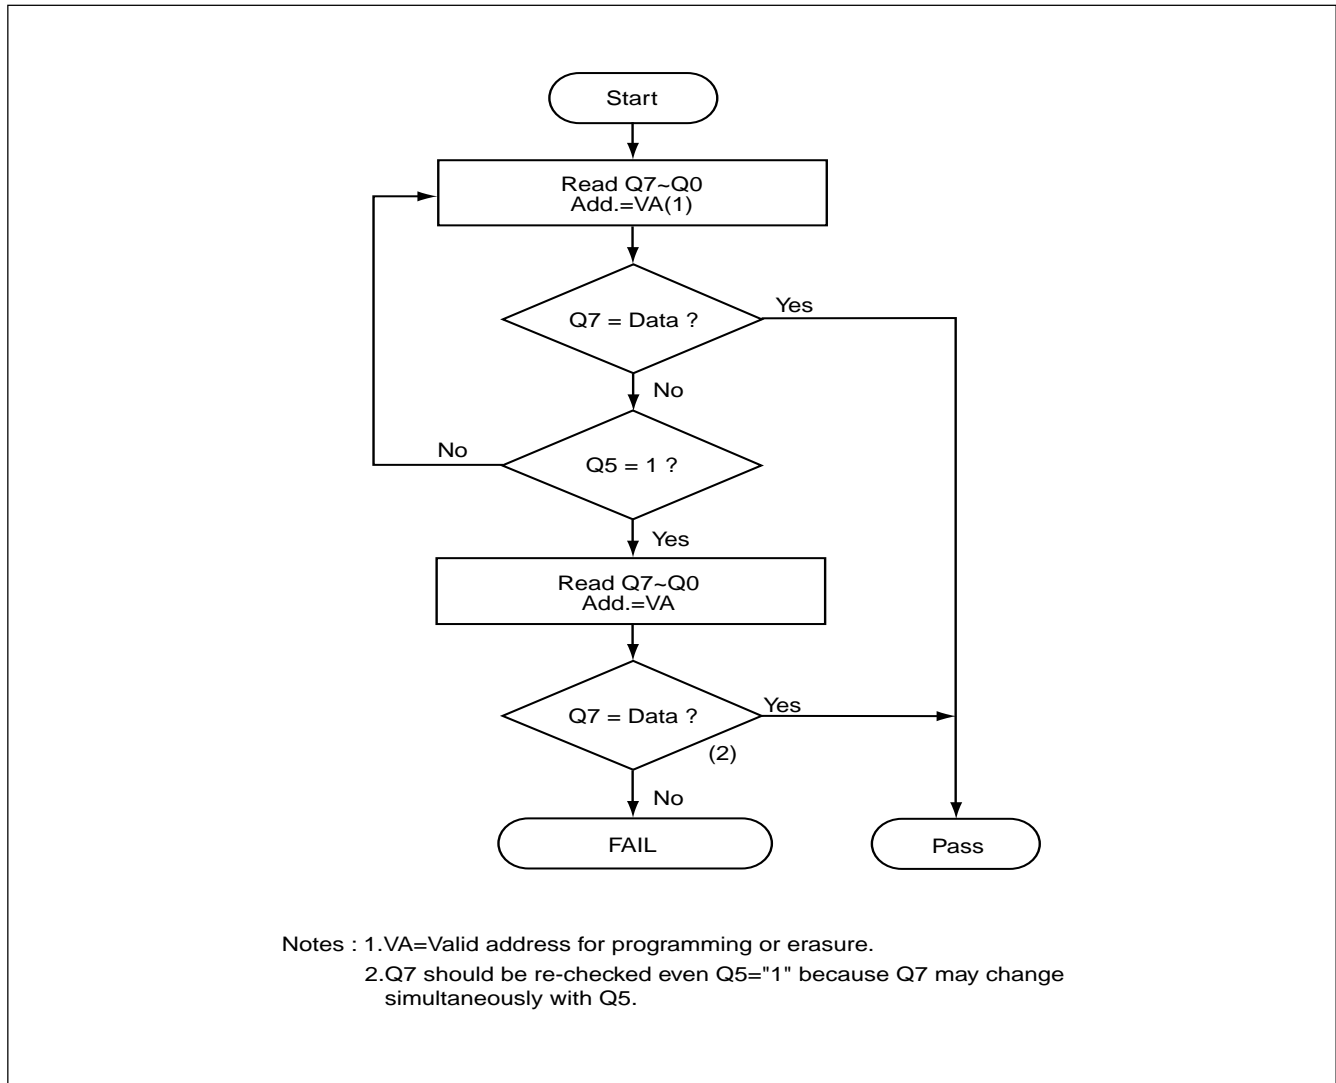 Start
Read Q7~Q0
Add.=VA(1)
Q7 = Data ?
Yes
No
Q5 = 1 ?
No
Yes
Read Q7~Q0
Add.=VA
Q7 = Data ?
Yes
(2)
No
FAIL
Pass
Notes : 1.VA=Valid address for programming or erasure.
2.Q7 should be re-checked even Q5="1" because Q7 may change
simultaneously with Q5.